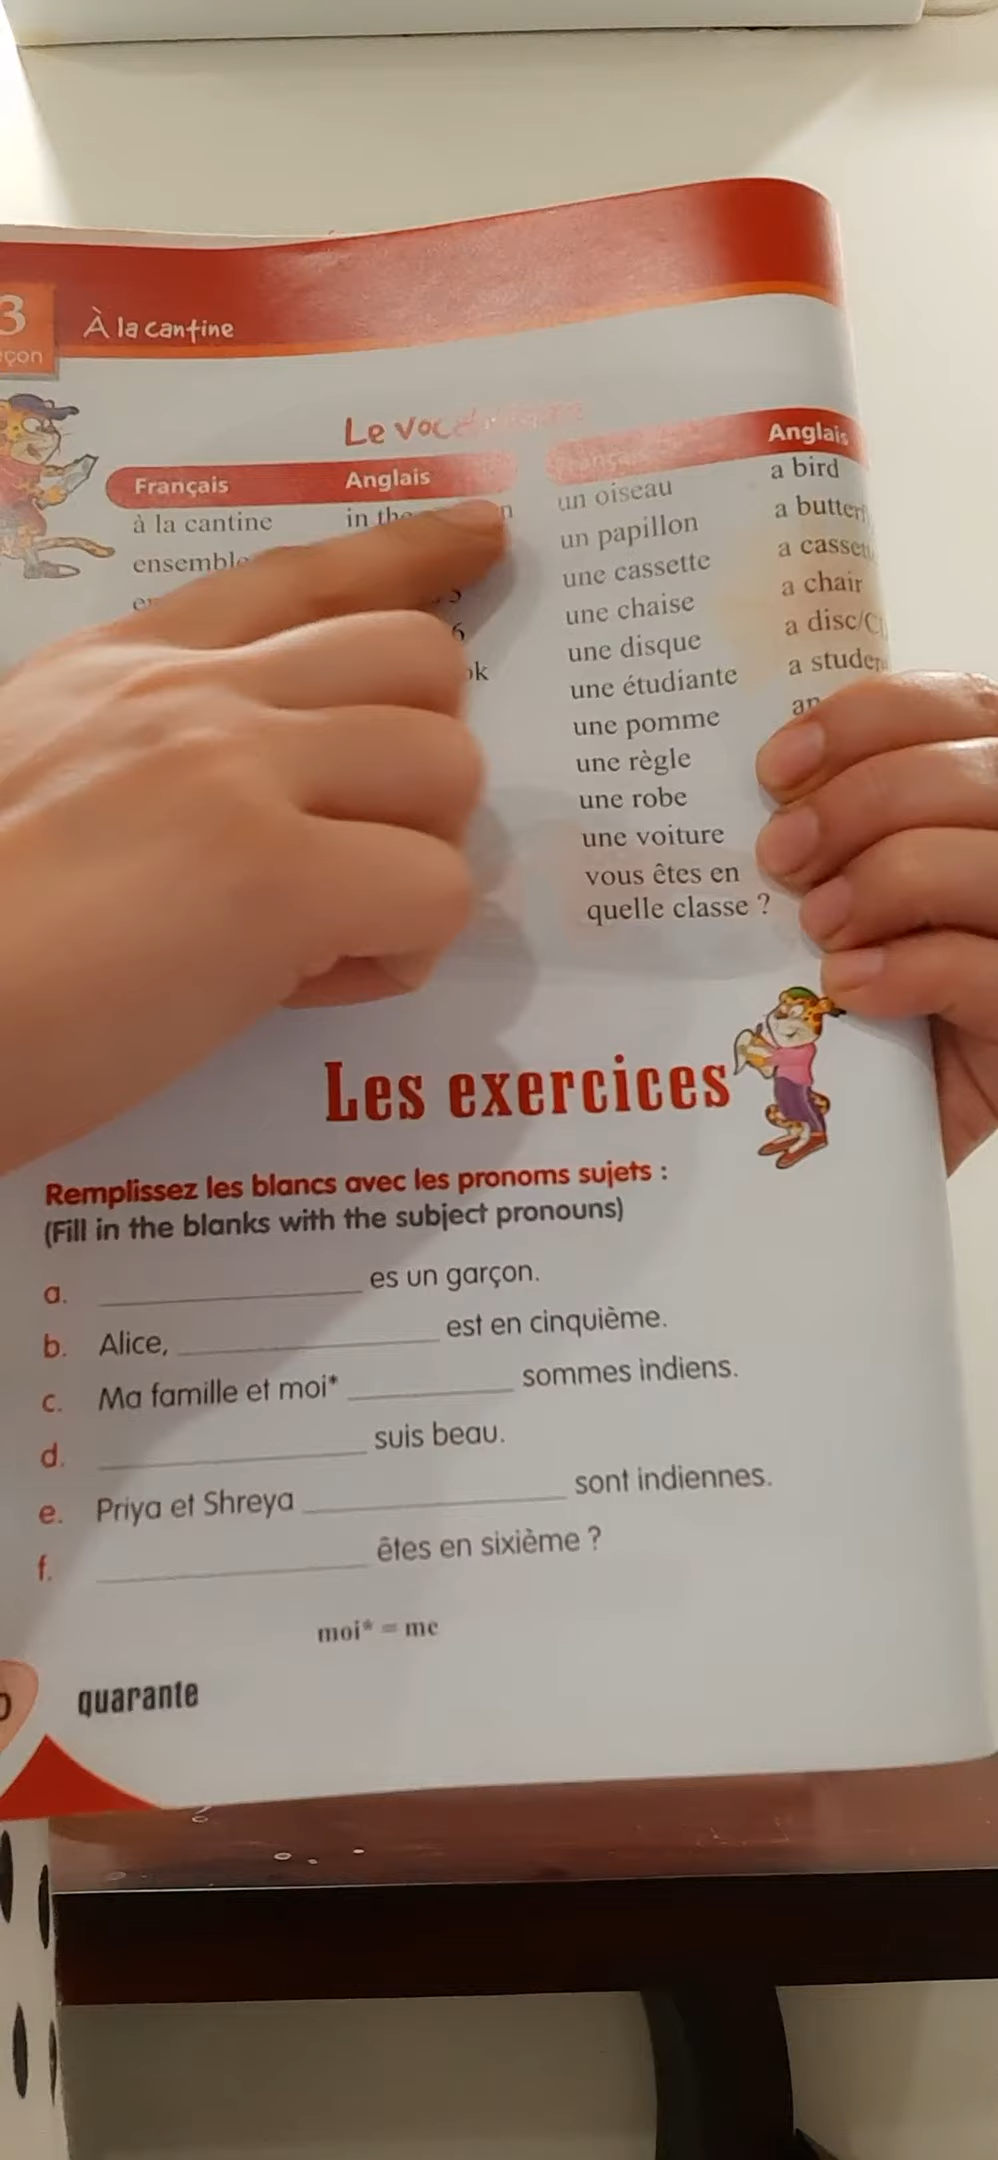 3
À la cantine
Français Anglais
à la cantine in the
5
6
Anglais
un oiseau a bird
un papillon a
une cassette a
une chaise a chair
une disque a
une étudiante a
une pomme
une règle
une robe
une voiture
vous êtes en
quelle classe ?
Les exercices
Remplissez les blancs avec les pronoms sujets :
(Fill in the blanks with the subject pronouns)
a. es un garçon.
b. Alice, est en cinquième.
c. Ma famille et moi* sommes indiens.
d. suis beau.
e. Priya et Shreya sont indiennes.
f. êtes en sixième ?
moi* = me
quarante